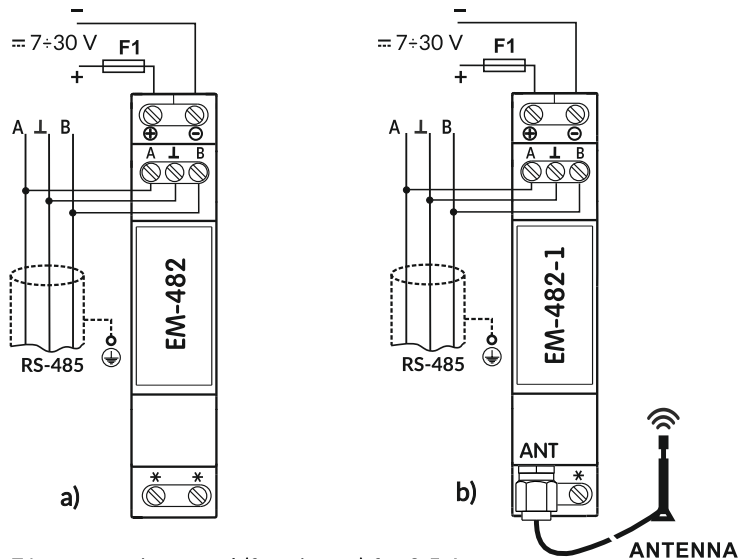 − −
⎓ 7÷30 V F1 ⎓ 7÷30 V F1
+ +
A ⊥ B A ⊥ B
+ − + −
A ⊥ B A ⊥ B
EM-482 EM-482-1
RS-485 RS-485
ANT
* * *
a) b)
ANTENNA